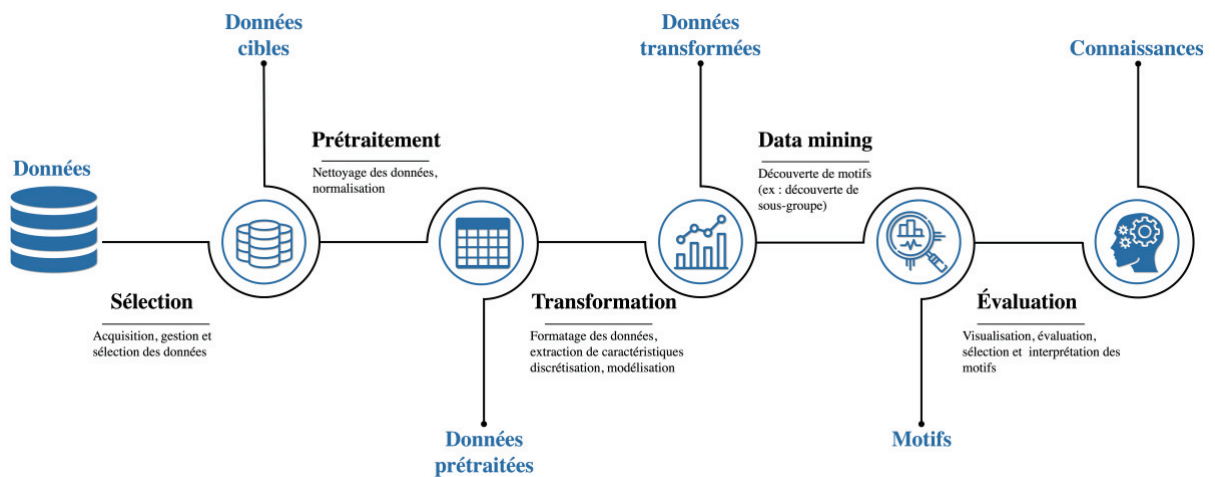 Données
Sélection
Acquisition, gestion et
sélection des données
Données
cibles
Prétraitement
Nettoyage des données,
normalisation
Données
prétraitées
Transformation
Formatage des données,
extraction de caractéristiques
discrétisation, modélisation
Données
transformées
Data mining
Découverte de motifs
(ex : découverte de
sous-groupe)
Motifs
Évaluation
Visualisation, évaluation,
sélection et interprétation des
motifs
Connaissances